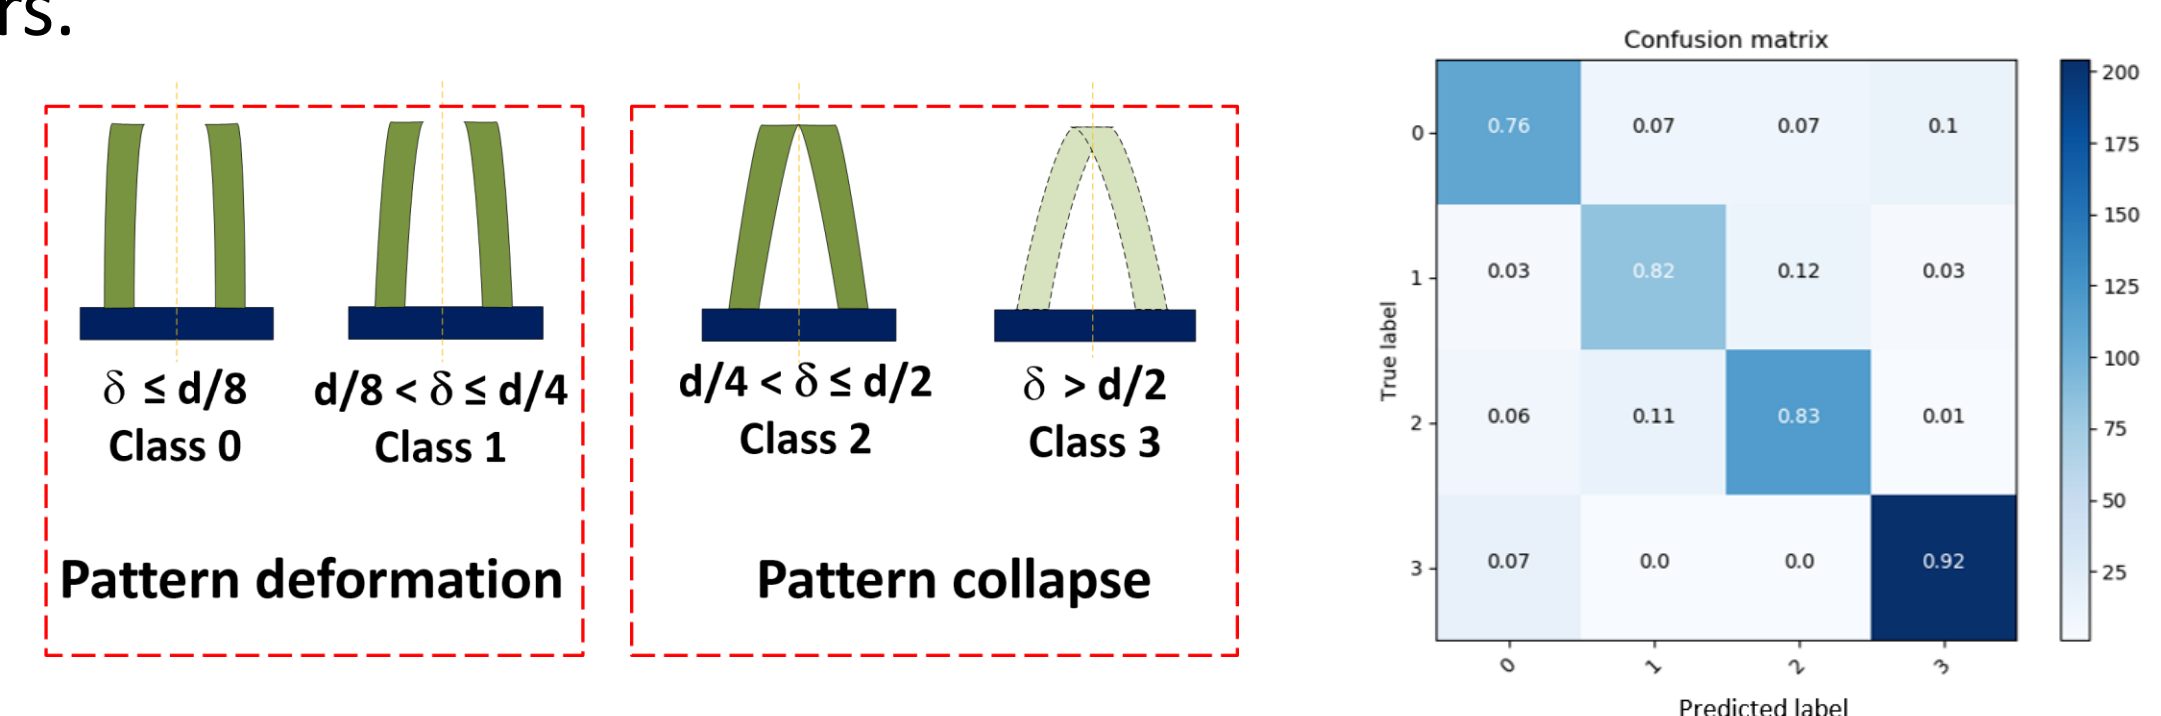 rs.
δ ≤ d/8
Class 0
d/8 < δ ≤ d/4
Class 1
Pattern deformation
d/4 < δ ≤ d/2
Class 2
δ > d/2
Class 3
Pattern collapse
Confusion matrix
True label
0
0.76 0.07 0.07 0.1
1
0.03 0.82 0.12 0.03
2
0.06 0.11 0.83 0.01
3
0.07 0.0 0.0 0.92
0 1 2 3
Predicted label
200
175
150
125
100
75
50
25